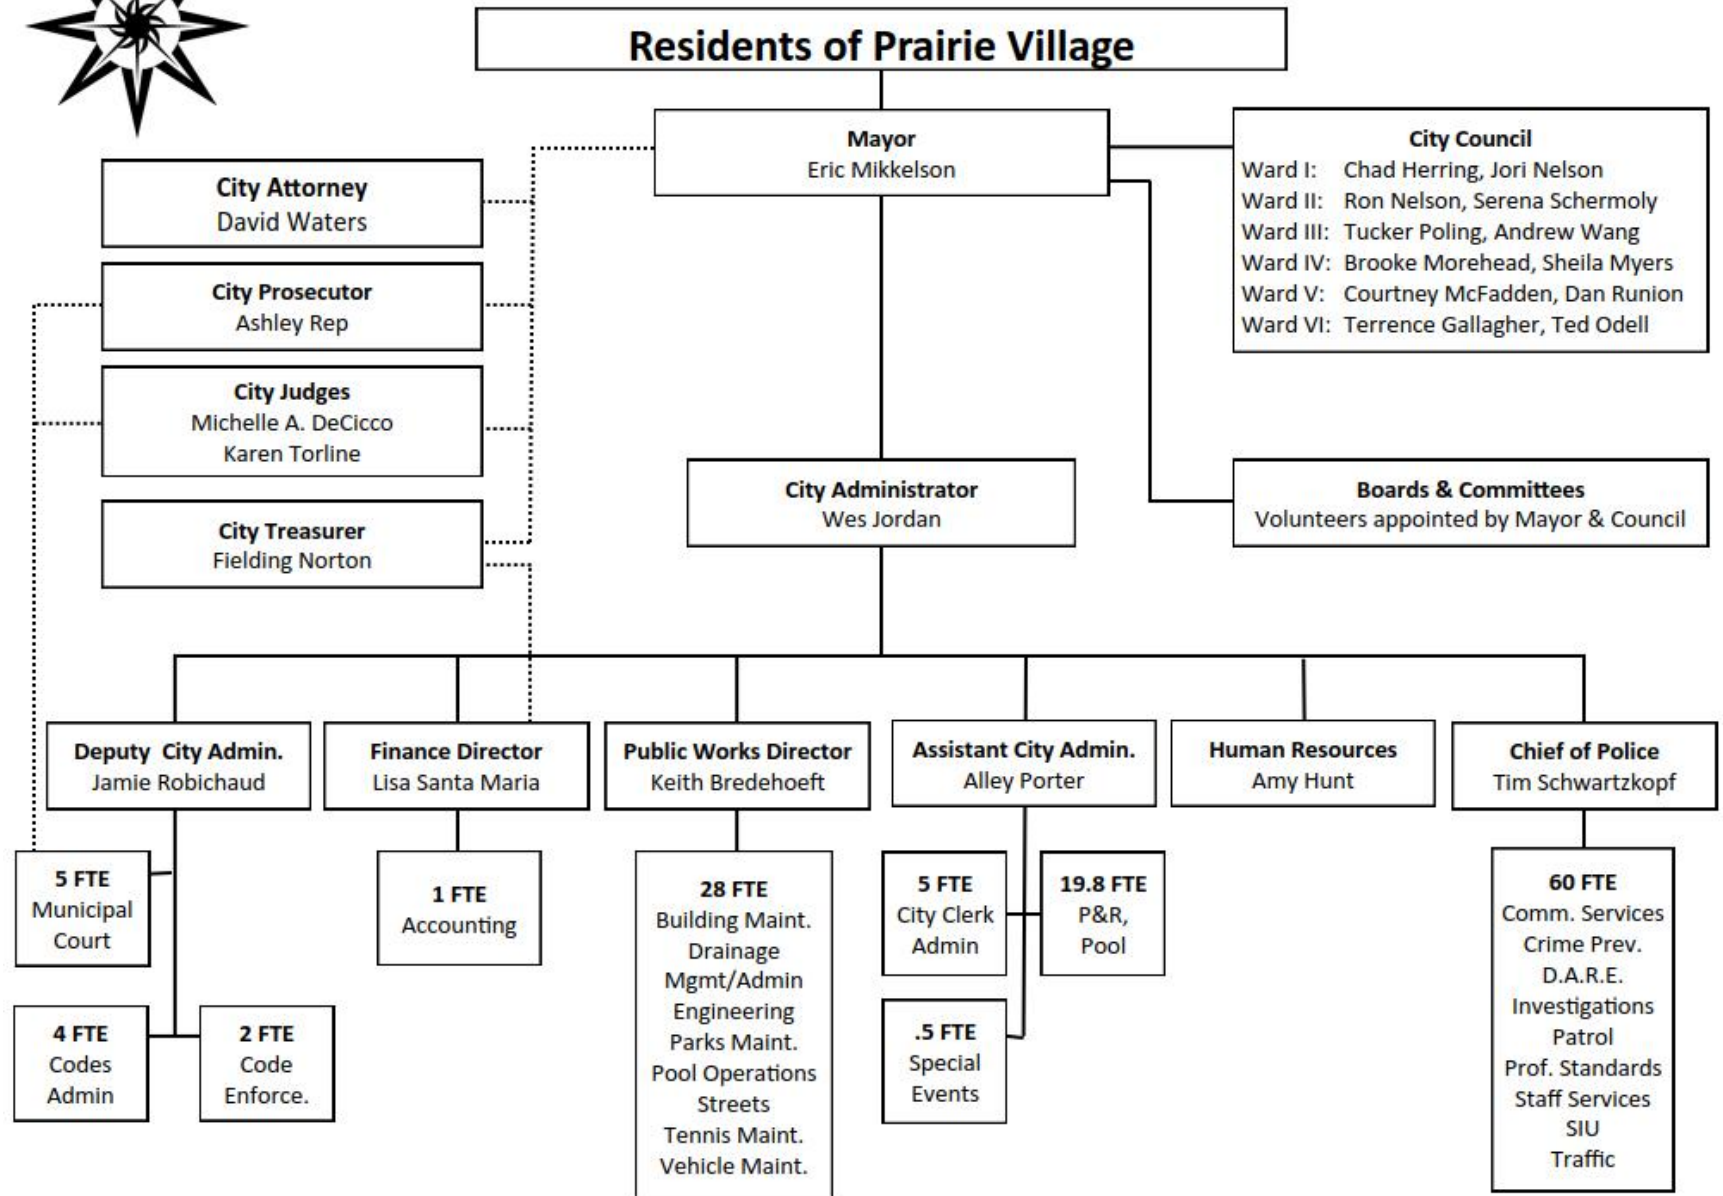 Residents of Prairie Village
Mayor
Eric Mikkelson
City Council
Ward I: Chad Herring, Jori Nelson
Ward II: Ron Nelson, Serena Schermoly
Ward III: Tucker Poling, Andrew Wang
Ward IV: Brooke Morehead, Sheila Myers
Ward V: Courtney McFadden, Dan Runion
Ward VI: Terrence Gallagher, Ted Odell
City Attorney
David Waters
City Prosecutor
Ashley Rep
City Judges
Michelle A. DeCicco
Karen Torline
City Treasurer
Fielding Norton
City Administrator
Wes Jordan
Boards & Committees
Volunteers appointed by Mayor & Council
Deputy City Admin.
Jamie Robichaud
Finance Director
Lisa Santa Maria
Public Works Director
Keith Bredehoeft
Assistant City Admin.
Alley Porter
Human Resources
Amy Hunt
Chief of Police
Tim Schwartzkopf
5 FTE
Municipal
Court
4 FTE
Codes
Admin
2 FTE
Code
Enforce.
1 FTE
Accounting
28 FTE
Building Maint.
Drainage
Mgmt/Admin
Engineering
Parks Maint.
Pool Operations
Streets
Tennis Maint.
Vehicle Maint.
5 FTE
City Clerk
Admin
19.8 FTE
P&R,
Pool
.5 FTE
Special
Events
60 FTE
Comm. Services
Crime Prev.
D.A.R.E.
Investigations
Patrol
Prof. Standards
Staff Services
SIU
Traffic